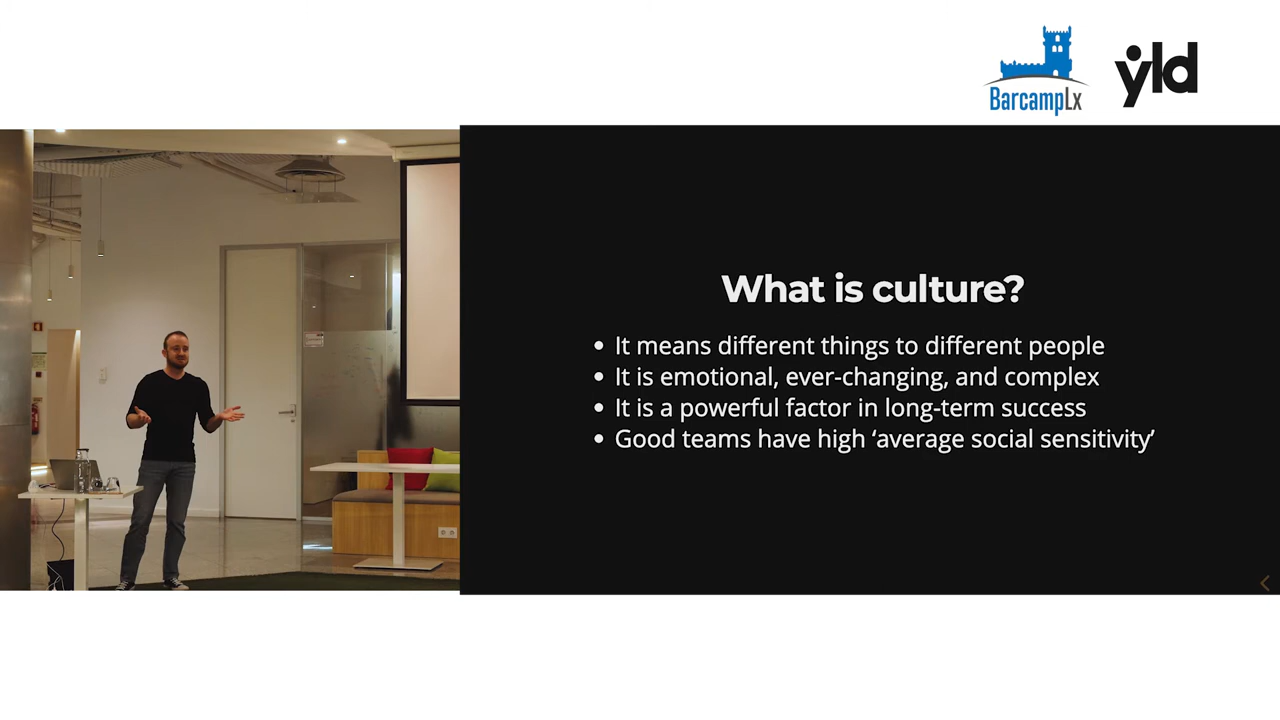 BarcampLx
yld
What is culture?
• It means different things to different people
• It is emotional, ever-changing, and complex
• It is a powerful factor in long-term success
• Good teams have high ‘average social sensitivity’